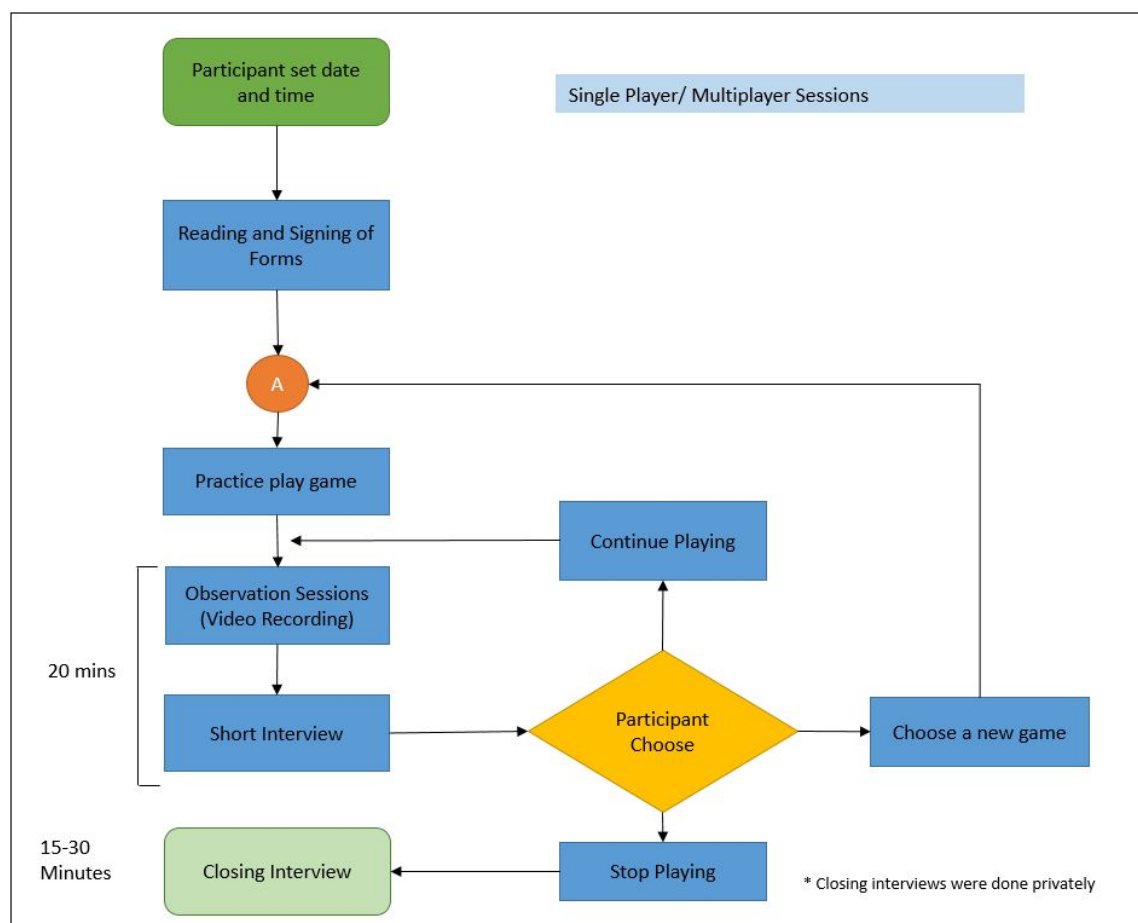 Participant set date
and time
Single Player/ Multiplayer Sessions
Reading and Signing of
Forms
A
Practice play game
Continue Playing
Observation Sessions
(Video Recording)
20 mins
Short Interview
Participant
Choose
Choose a new game
15-30
Minutes
Closing Interview
Stop Playing
* Closing interviews were done privately